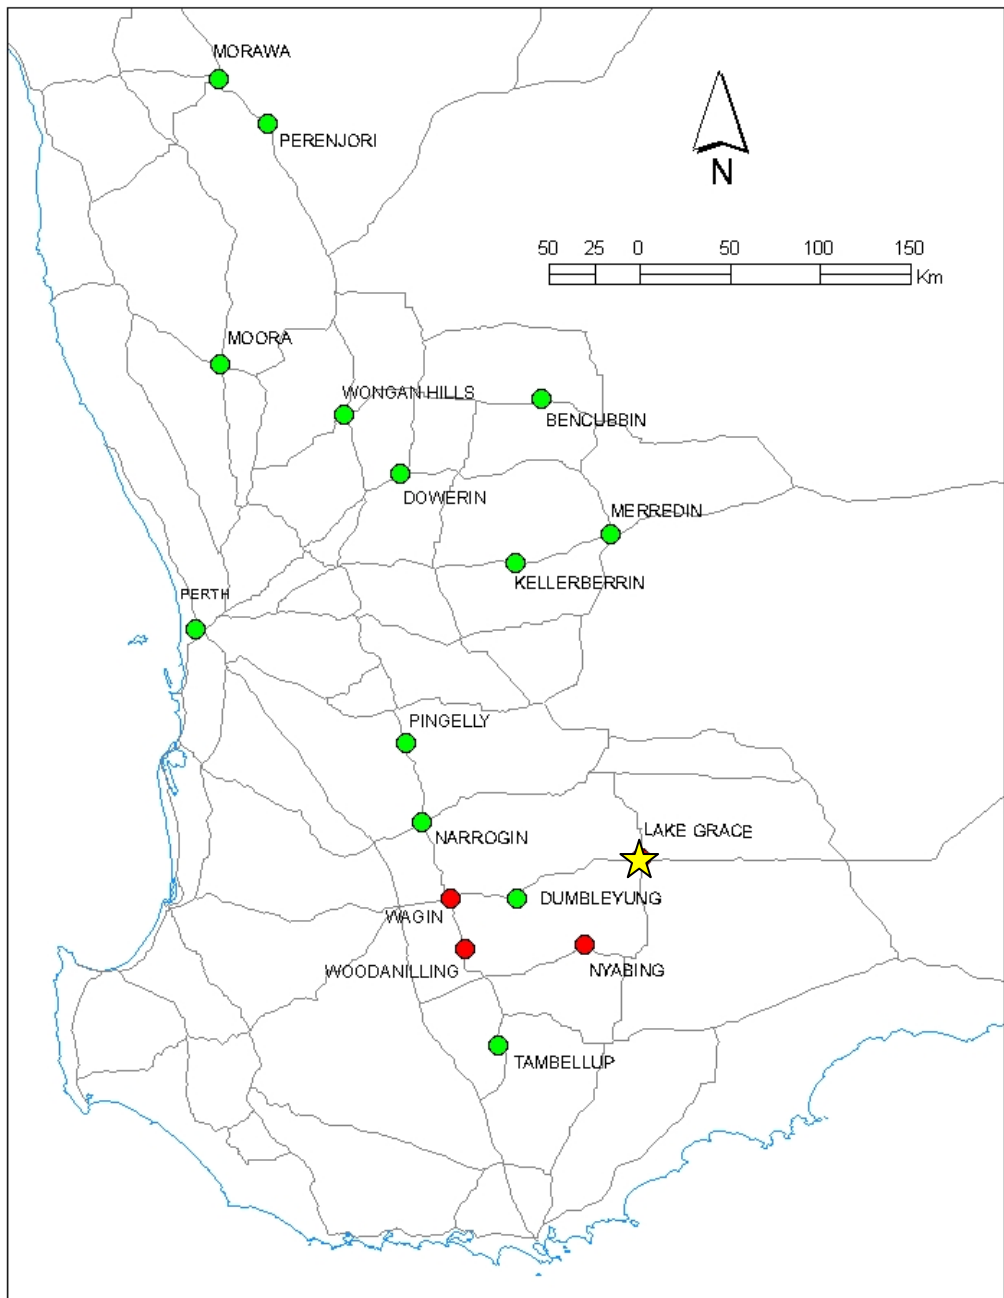 MORAWA
PERENJORI
N
50 25 0 50 100 150
Km
MOORA
WONGAN HILLS
BENCUBBIN
DOWERIN
MERREDIN
KELLERBERRIN
PERTH
PINGELLY
NARROGIN
LAKE GRACE
DUMBLEYUNG
WAGIN
WOODANILLING
NYABING
TAMBELLUP